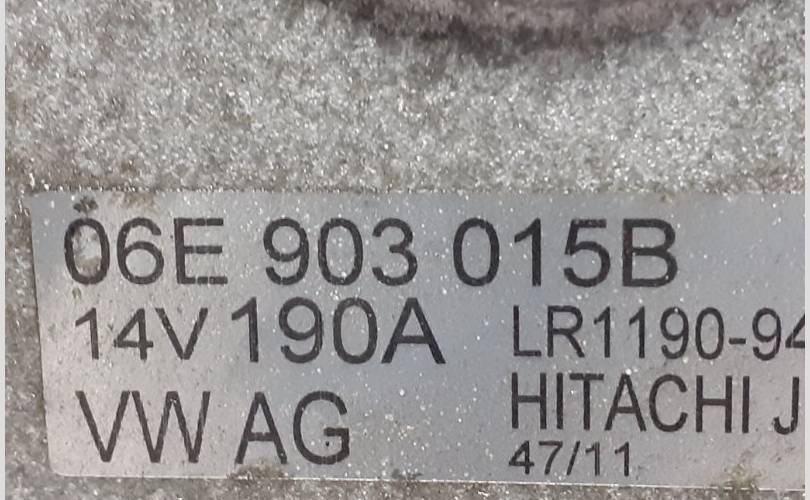 06E 903 015B
14V 190A LR1190-94
VW AG HITACHI J
47/11